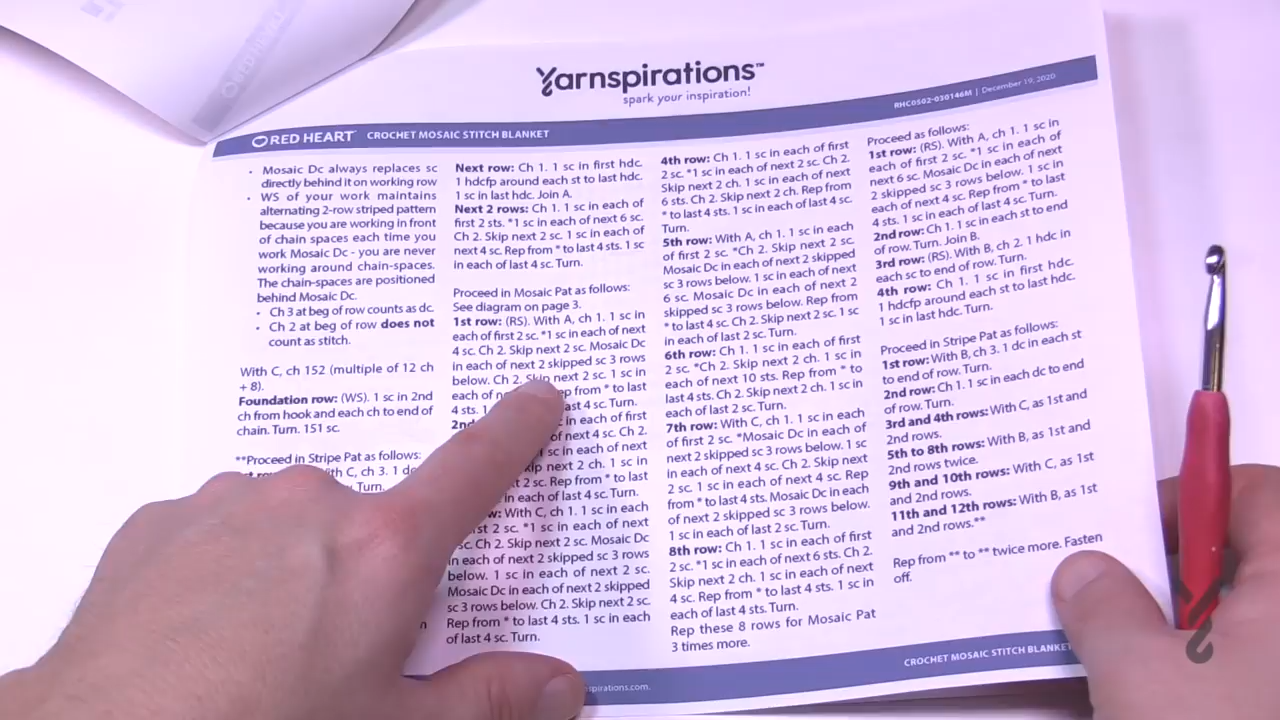 Yarnspirations™
spark your inspiration!
RHC0502-030146M | December 19, 2020
RED HEART CROCHET MOSAIC STITCH BLANKET
• Mosaic Dc always replaces sc
directly behind it on working row
• WS of your work maintains
alternating 2-row striped pattern
because you are working in front
of chain spaces each time you
work Mosaic Dc - you are never
working around chain-spaces.
The chain-spaces are positioned
behind Mosaic Dc.
• Ch 3 at beg of row counts as dc.
• Ch 2 at beg of row does not
count as stitch.
With C, ch 152 (multiple of 12 ch
+ 8).
Foundation row: (WS). 1 sc in 2nd
ch from hook and each ch to end of
chain. Turn. 151 sc.
**Proceed in Stripe Pat as follows:
C, ch 3. 1
Turn.
Next row: Ch 1. 1 sc in first hdc.
1 hdcfp around each st to last hdc.
1 sc in last hdc. Join A.
Next 2 rows: Ch 1. 1 sc in each of
first 2 sts. *1 sc in each of next 6 sc.
Ch 2. Skip next 2 sc. 1 sc in each of
next 4 sc. Rep from * to last 4 sts. 1 sc
in each of last 4 sc. Turn.
Proceed in Mosaic Pat as follows:
See diagram on page 3.
1st row: (RS). With A, ch 1. 1 sc in
each of first 2 sc. *1 sc in each of next
4 sc. Ch 2. Skip next 2 sc. Mosaic Dc
in each of next 2 skipped sc 3 rows
below. Ch 2. Skip next 2 sc. 1 sc in
each of rep from * to last
4 sts. 1 last 4 sc. Turn.
2nd in each of first
of next 4 sc. Ch 2.
sc in each of next
next 2 ch. 1 sc in
2 sc. Rep from * to last
in each of last 4 sc. Turn.
With C, ch 1. 1 sc in each
2 sc. *1 sc in each of next
sc. Ch 2. Skip next 2 sc. Mosaic Dc
in each of next 2 skipped sc 3 rows
below. 1 sc in each of next 2 sc.
Mosaic Dc in each of next 2 skipped
sc 3 rows below. Ch 2. Skip next 2 sc.
Rep from * to last 4 sts. 1 sc in each
of last 4 sc. Turn.
4th row: Ch 1. 1 sc in each of first
2 sc. *1 sc in each of next 2 sc. Ch 2.
Skip next 2 ch. 1 sc in each of next
6 sts. Ch 2. Skip next 2 ch. Rep from
* to last 4 sts. 1 sc in each of last 4 sc.
Turn.
5th row: With A, ch 1. 1 sc in each
of first 2 sc. *Ch 2. Skip next 2 sc.
Mosaic Dc in each of next 2 skipped
sc 3 rows below. 1 sc in each of next
6 sc. Mosaic Dc in each of next 2
skipped sc 3 rows below. Rep from
* to last 4 sc. Ch 2. Skip next 2 sc. 1 sc
in each of last 2 sc. Turn.
6th row: Ch 1. 1 sc in each of first
2 sc. *Ch 2. Skip next 2 ch. 1 sc in
each of next 10 sts. Rep from * to
last 4 sts. Ch 2. Skip next 2 ch. 1 sc in
each of last 2 sc. Turn.
7th row: With C, ch 1. 1 sc in each
of first 2 sc. *Mosaic Dc in each of
next 2 skipped sc 3 rows below. 1 sc
in each of next 4 sc. Ch 2. Skip next
2 sc. 1 sc in each of next 4 sc. Rep
from * to last 4 sts. Mosaic Dc in each
of next 2 skipped sc 3 rows below.
1 sc in each of last 2 sc. Turn.
8th row: Ch 1. 1 sc in each of first
2 sc. *1 sc in each of next 6 sts. Ch 2.
Skip next 2 ch. 1 sc in each of next
4 sc. Rep from * to last 4 sts. 1 sc in
each of last 4 sts. Turn.
Rep these 8 rows for Mosaic Pat
3 times more.
Proceed as follows:
1st row: (RS). With A, ch 1. 1 sc in
each of first 2 sc. *1 sc in each of
next 6 sc. Mosaic Dc in each of next
2 skipped sc 3 rows below. 1 sc in
each of next 4 sc. Rep from * to last
4 sts. 1 sc in each of last 4 sc. Turn.
2nd row: Ch 1. 1 sc in each st to end
of row. Turn. Join B.
3rd row: (RS). With B, ch 2. 1 hdc in
each sc to end of row. Turn.
4th row: Ch 1. 1 sc in first hdc.
1 hdcfp around each st to last hdc.
1 sc in last hdc. Turn.
Proceed in Stripe Pat as follows:
1st row: With B, ch 3. 1 dc in each st
to end of row. Turn.
2nd row: Ch 1. 1 sc in each dc to end
of row. Turn.
3rd and 4th rows: With C, as 1st and
2nd rows.
5th to 8th rows: With B, as 1st and
2nd rows twice.
9th and 10th rows: With C, as 1st
and 2nd rows.
11th and 12th rows: With B, as 1st
and 2nd rows.**
Rep from ** to ** twice more. Fasten
off.
CROCHET MOSAIC STITCH BLANKET
spirations.com.